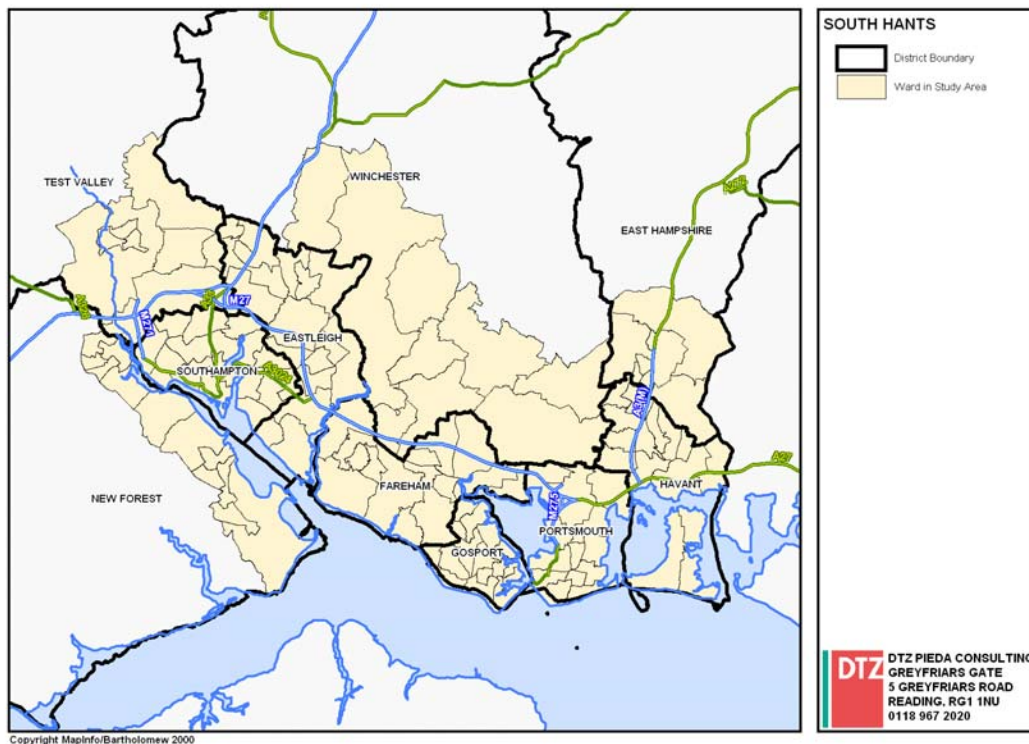 SOUTH HANTS
District Boundary
Ward in Study Area
TEST VALLEY
WINCHESTER
EAST HAMPSHIRE
M27
M271
EASTLEIGH
SOUTHAMPTON
A3(M)
A27
NEW FOREST
FAREHAM
HAVANT
M275
PORTSMOUTH
GOSPORT
DTZ
DTZ PIEDA CONSULTING
GREYFRIARS GATE
5 GREYFRIARS ROAD
READING. RG1 1NU
0118 967 2020
Copyright MapInfo/Bartholomew 2000